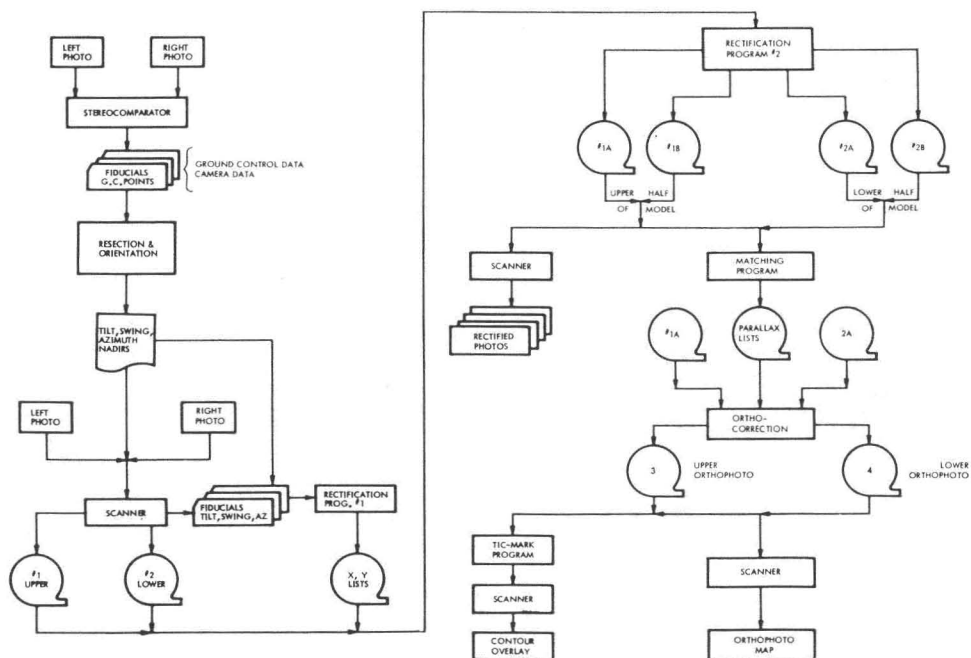 LEFT
PHOTO
RIGHT
PHOTO
STEREOCOMPARATOR
FIDUCIALS
G.C.POINTS
GROUND CONTROL DATA
CAMERA DATA
RESECTION &
ORIENTATION
TILT,SWING,
AZIMUTH
NADIRS
LEFT
PHOTO
RIGHT
PHOTO
SCANNER
FIDUCIALS
TILT,SWING,AZ
RECTIFICATION
PROG. #1
#1
UPPER
#2
LOWER
X, Y
LISTS
RECTIFICATION
PROGRAM #2
#1A
#1B
#2A
#2B
UPPER HALF
OF MODEL
LOWER HALF
OF MODEL
SCANNER
MATCHING
PROGRAM
RECTIFIED
PHOTOS
#1A
PARALLAX
LISTS
2A
ORTHO-
CORRECTION
3
UPPER
ORTHOPHOTO
4
LOWER
ORTHOPHOTO
TIC-MARK
PROGRAM
SCANNER
SCANNER
CONTOUR
OVERLAY
ORTHOPHOTO
MAP